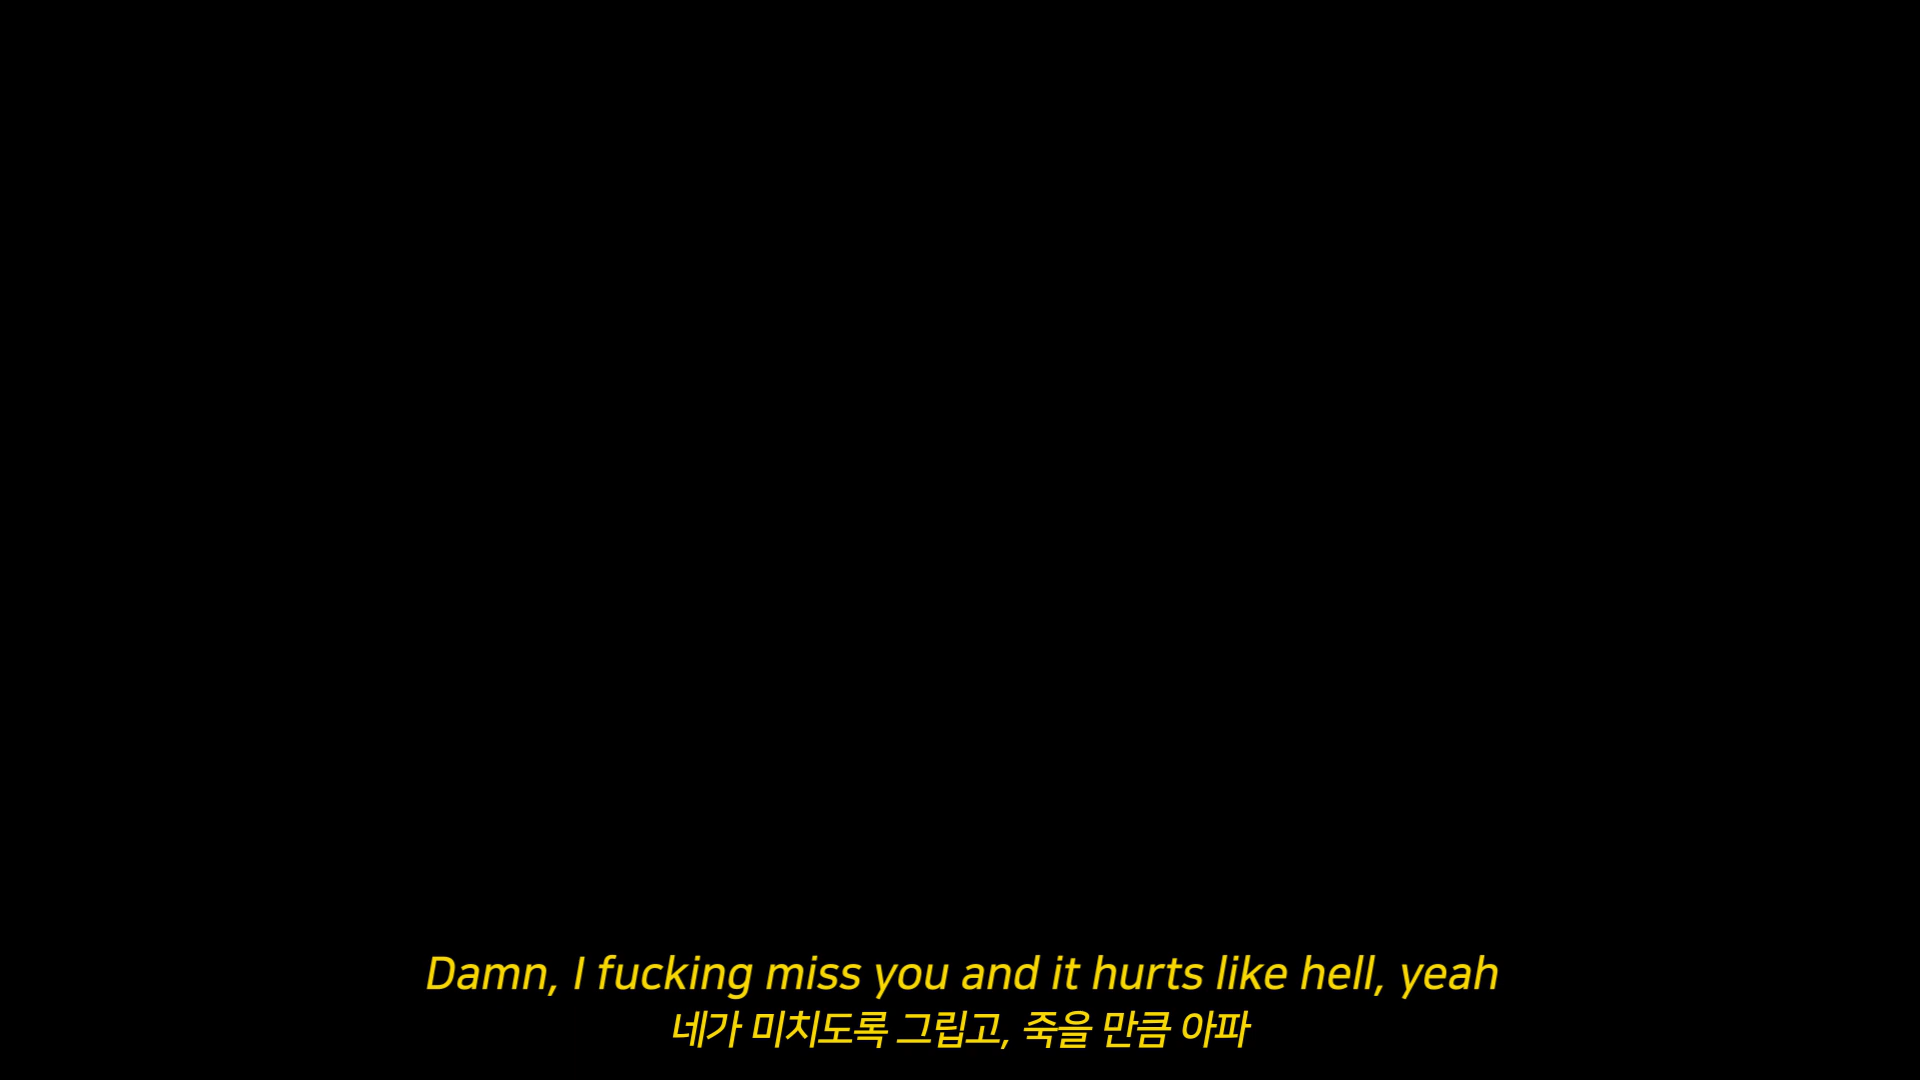 Damn, I fucking miss you and it hurts like hell, yeah
네가 미치도록 그립고, 죽을 만큼 아파